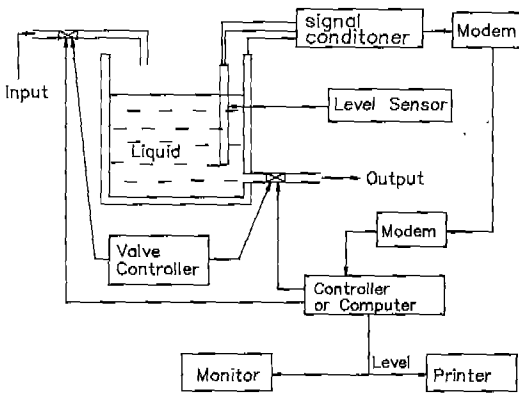 signal
conditoner
Modem
Input
Level Sensor
Liquid
Output
Modem
Valve
Controller
Controller
or Computer
Level
Monitor
Printer